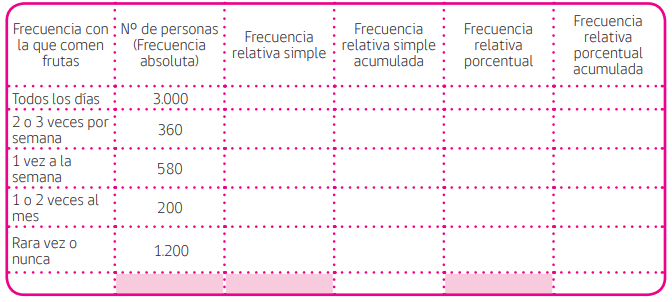 Frecuencia con
la que comen
frutas
Nº de personas
(Frecuencia
absoluta)
Frecuencia
relativa simple
Frecuencia
relativa simple
acumulada
Frecuencia
relativa
porcentual
Frecuencia
relativa
porcentual
acumulada
Todos los días
3.000
2 o 3 veces por
semana
360
1 vez a la
semana
580
1 o 2 veces al
mes
200
Rara vez o
nunca
1.200